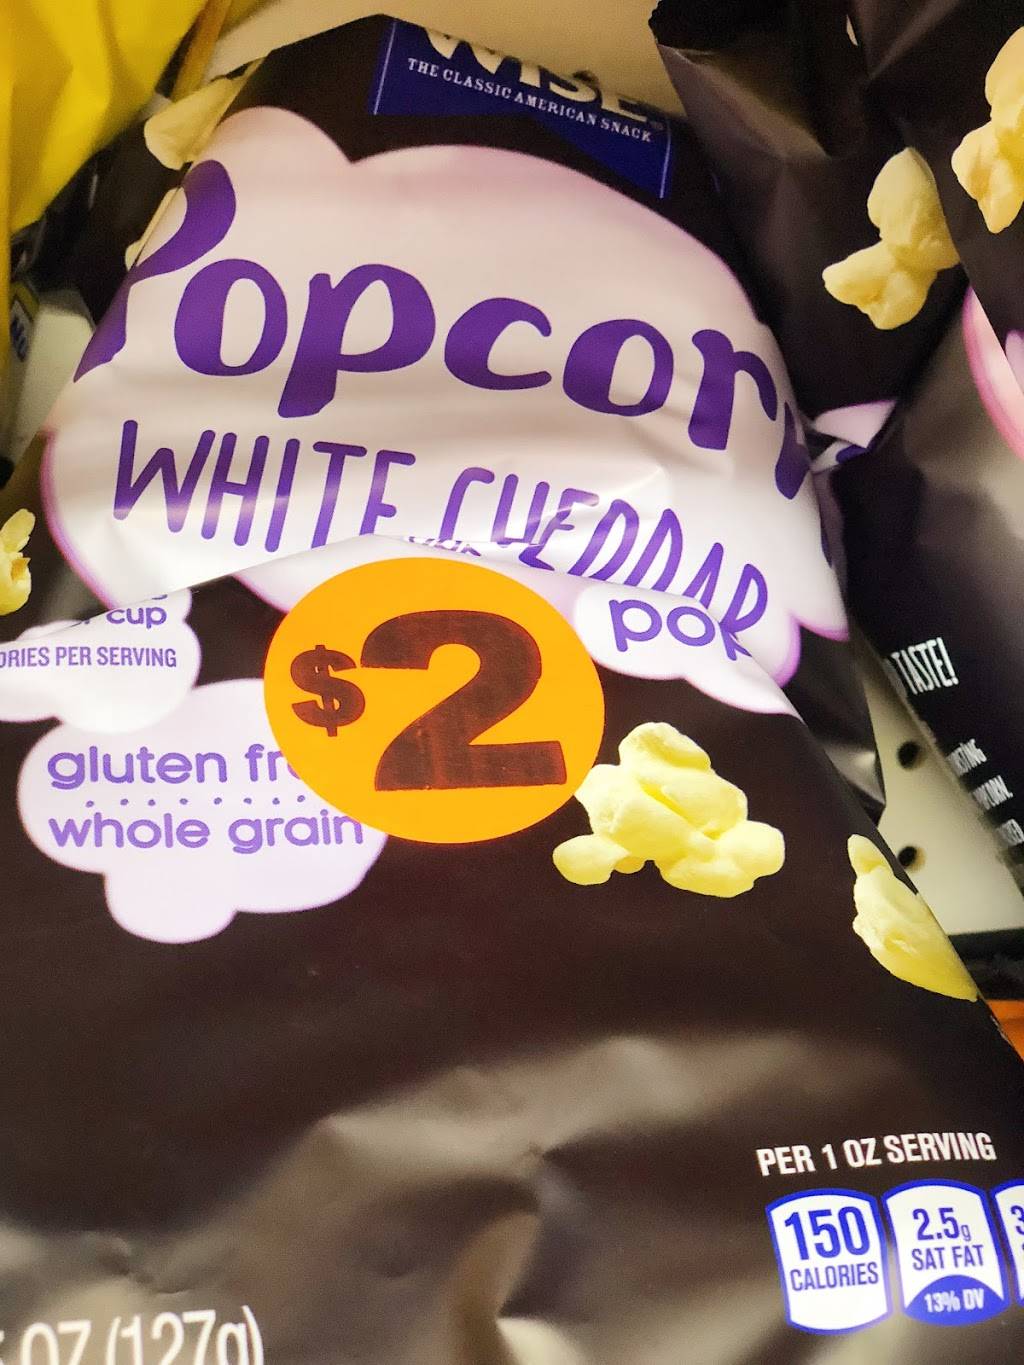 WISE
THE CLASSIC AMERICAN SNACK
Popcorn
WHITE CHEDDAR
cup
ORIES PER SERVING
pop
$2
gluten fr
whole grain
TASTE!
PER 1 OZ SERVING
150
CALORIES
2.5g
SAT FAT
13% DV
3
OZ (127g)